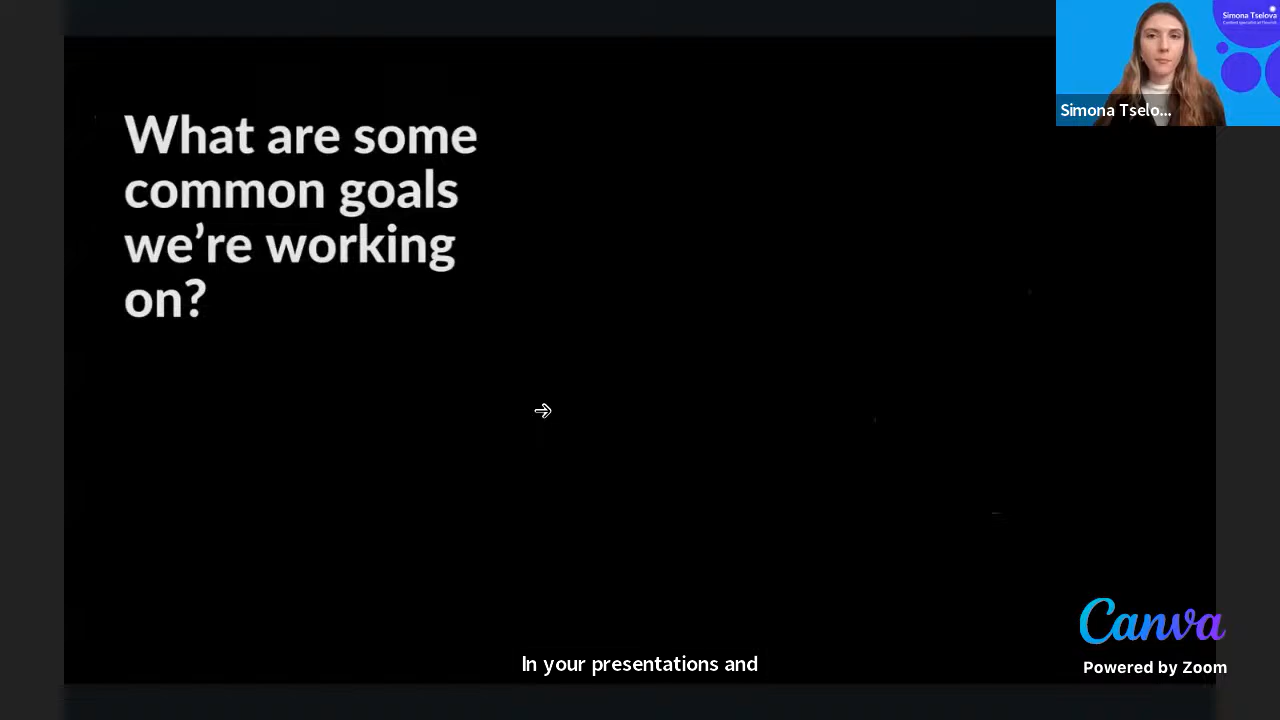 Simona Tselova
Simona Tselo...
What are some
common goals
we're working
on?
Canva
In your presentations and
Powered by Zoom